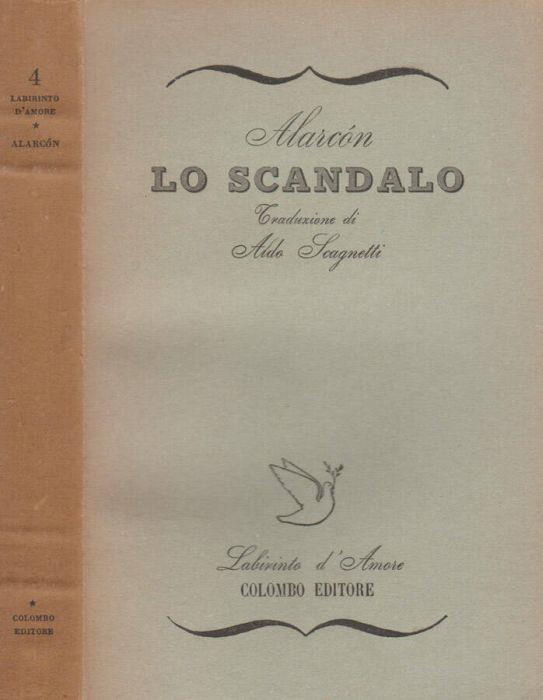 4
LABIRINTO
D'AMORE
★
ALARCÓN
★
COLOMBO
EDITORE
Alarcón
LO SCANDALO
Traduzione di
Aldo Scagnetti
Labirinto d'Amore
COLOMBO EDITORE